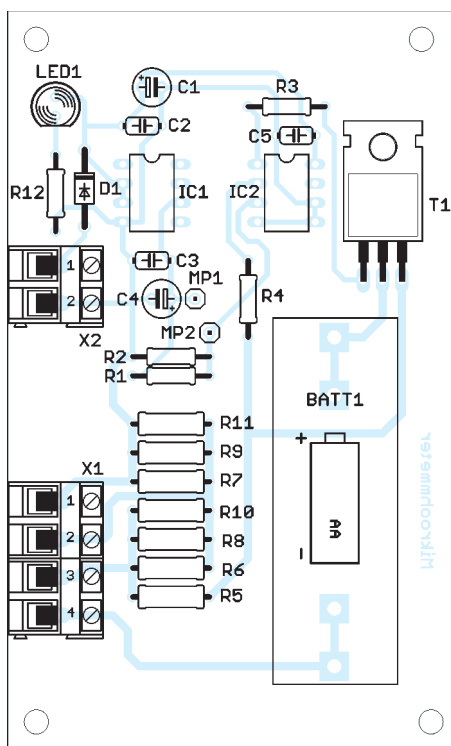 LED1
C1
R3
C2
C5
R12
D1
IC1
IC2
T1
C3
MP1
1
2
C4
R4
MP2
X2
R2
R1
BATT1
R11
+
R9
X1
R7
Mikroohmmeter
1
R10
AA
2
R8
3
R6
-
R5
4